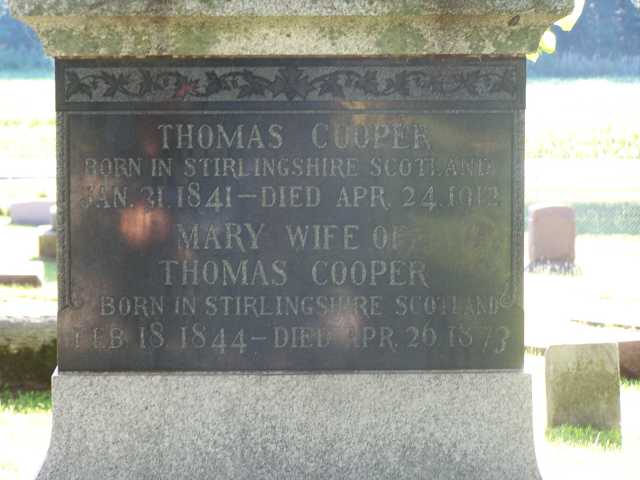 THOMAS COOPER
BORN IN STIRLINGSHIRE SCOTLAND
JAN. 31. 1841 – DIED APR. 24. 1912
MARY WIFE OF
THOMAS COOPER
BORN IN STIRLINGSHIRE SCOTLAND
FEB. 18. 1844 – DIED APR. 26. 1873